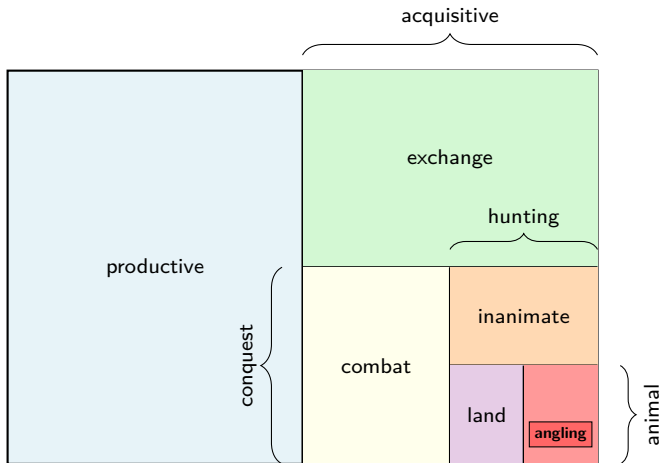 acquisitive
exchange
hunting
productive
inanimate
conquest
combat
land
angling
animal